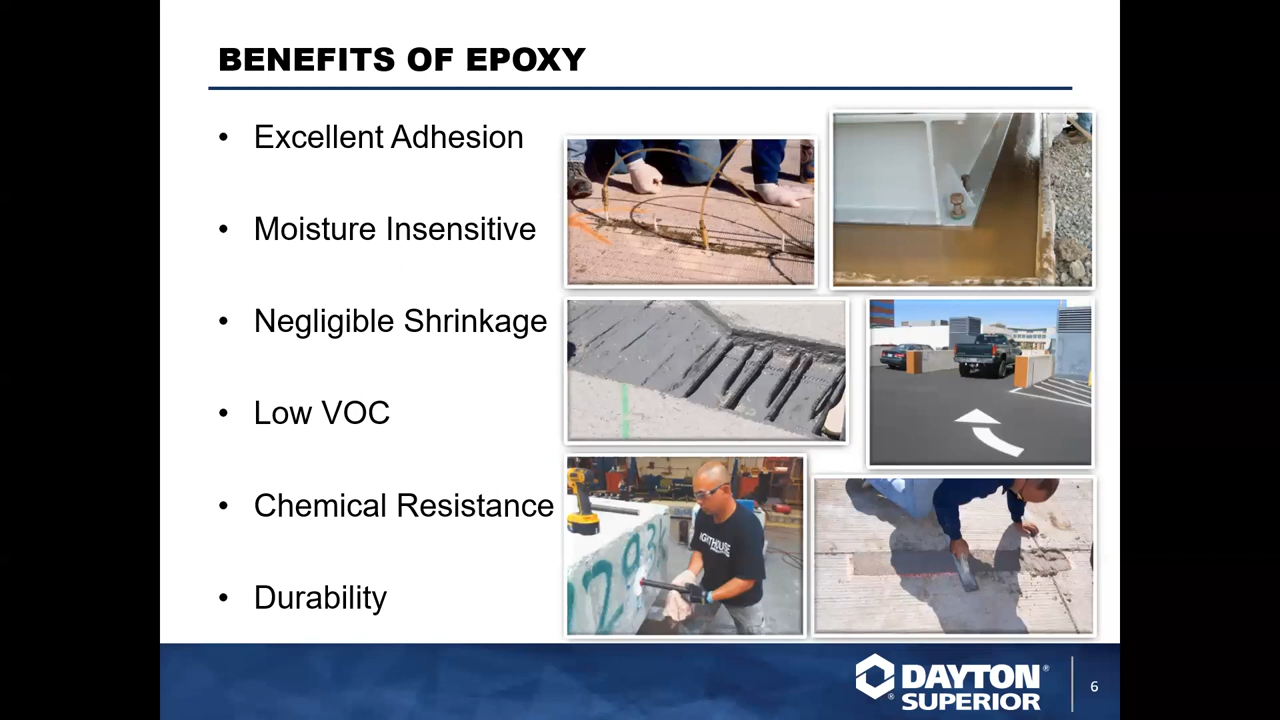 BENEFITS OF EPOXY
• Excellent Adhesion
• Moisture Insensitive
• Negligible Shrinkage
• Low VOC
• Chemical Resistance
• Durability
DAYTON®
®SUPERIOR
6